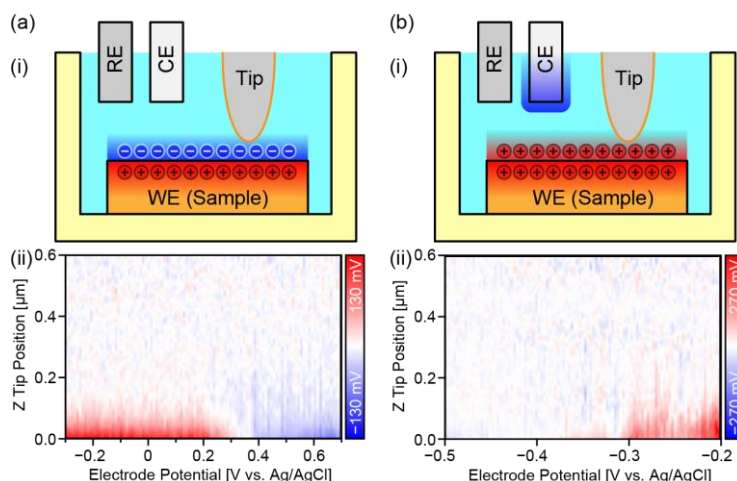 (a)
(i)
RE
CE
Tip
− − − − − − − − − −
+ + + + + + + + + +
WE (Sample)
(ii)
Z Tip Position [µm]
0.6
0.4
0.2
0.0
−0.2 0 0.2 0.4 0.6
Electrode Potential [V vs. Ag/AgCl]
130 mV
−130 mV
(b)
(i)
RE
CE
Tip
+ + + + + + + + + +
+ + + + + + + + + +
WE (Sample)
(ii)
Z Tip Position [µm]
0.6
0.4
0.2
0.0
−0.5 −0.4 −0.3 −0.2
Electrode Potential [V vs. Ag/AgCl]
270 mV
−270 mV